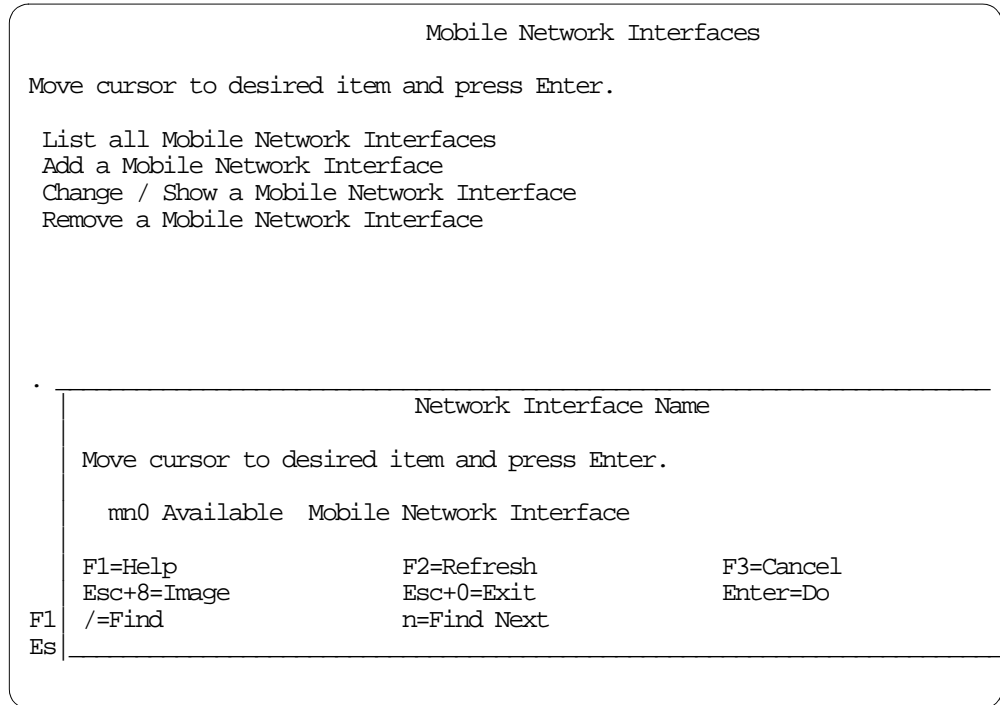 Mobile Network Interfaces
Move cursor to desired item and press Enter.
List all Mobile Network Interfaces
Add a Mobile Network Interface
Change / Show a Mobile Network Interface
Remove a Mobile Network Interface
.
Network Interface Name
Move cursor to desired item and press Enter.
mn0 Available Mobile Network Interface
F1=Help F2=Refresh F3=Cancel
Esc+8=Image Esc+0=Exit Enter=Do
F1 /=Find n=Find Next
Es